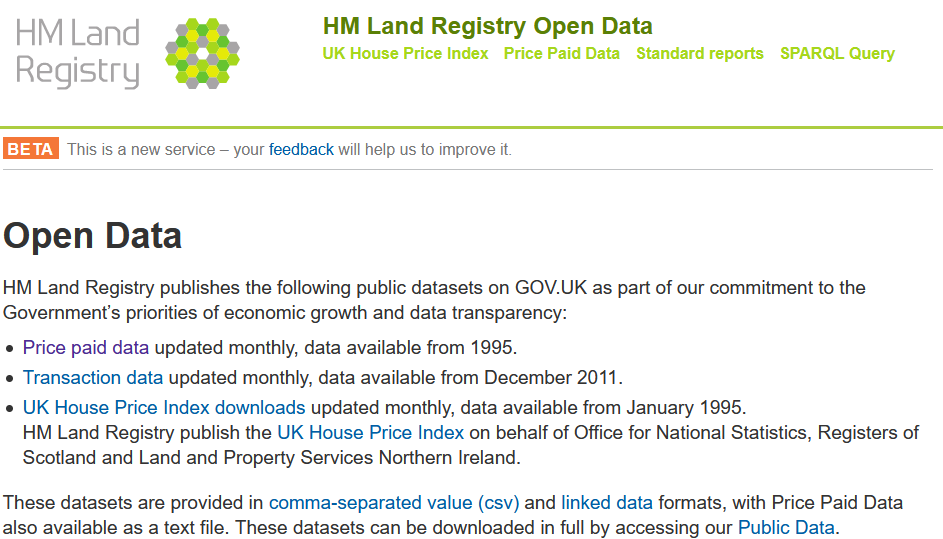 HM Land
Registry
HM Land Registry Open Data
UK House Price Index Price Paid Data Standard reports SPARQL Query
BETA This is a new service – your feedback will help us to improve it.
Open Data
HM Land Registry publishes the following public datasets on GOV.UK as part of our commitment to the
Government’s priorities of economic growth and data transparency:
• Price paid data updated monthly, data available from 1995.
• Transaction data updated monthly, data available from December 2011.
• UK House Price Index downloads updated monthly, data available from January 1995.
HM Land Registry publish the UK House Price Index on behalf of Office for National Statistics, Registers of
Scotland and Land and Property Services Northern Ireland.
These datasets are provided in comma-separated value (csv) and linked data formats, with Price Paid Data
also available as a text file. These datasets can be downloaded in full by accessing our Public Data.